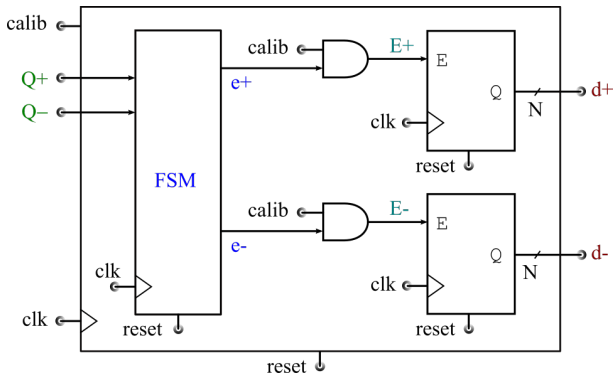 calib
Q+
Q−
clk
FSM
clk
reset
e+
calib
E+
E
Q
clk
reset
N
d+
e-
calib
E-
E
Q
clk
reset
N
d-
reset